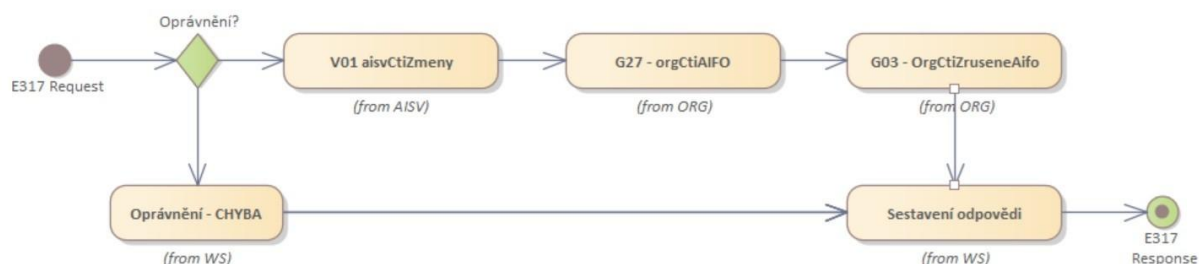 Oprávnění?
E317 Request
V01 aisvCtiZmeny
(from AISV)
G27 - orgCtiAIFO
(from ORG)
G03 - OrgCtiZruseneAifo
(from ORG)
Oprávnění - CHYBA
(from WS)
Sestavení odpovědi
(from WS)
E317
Response